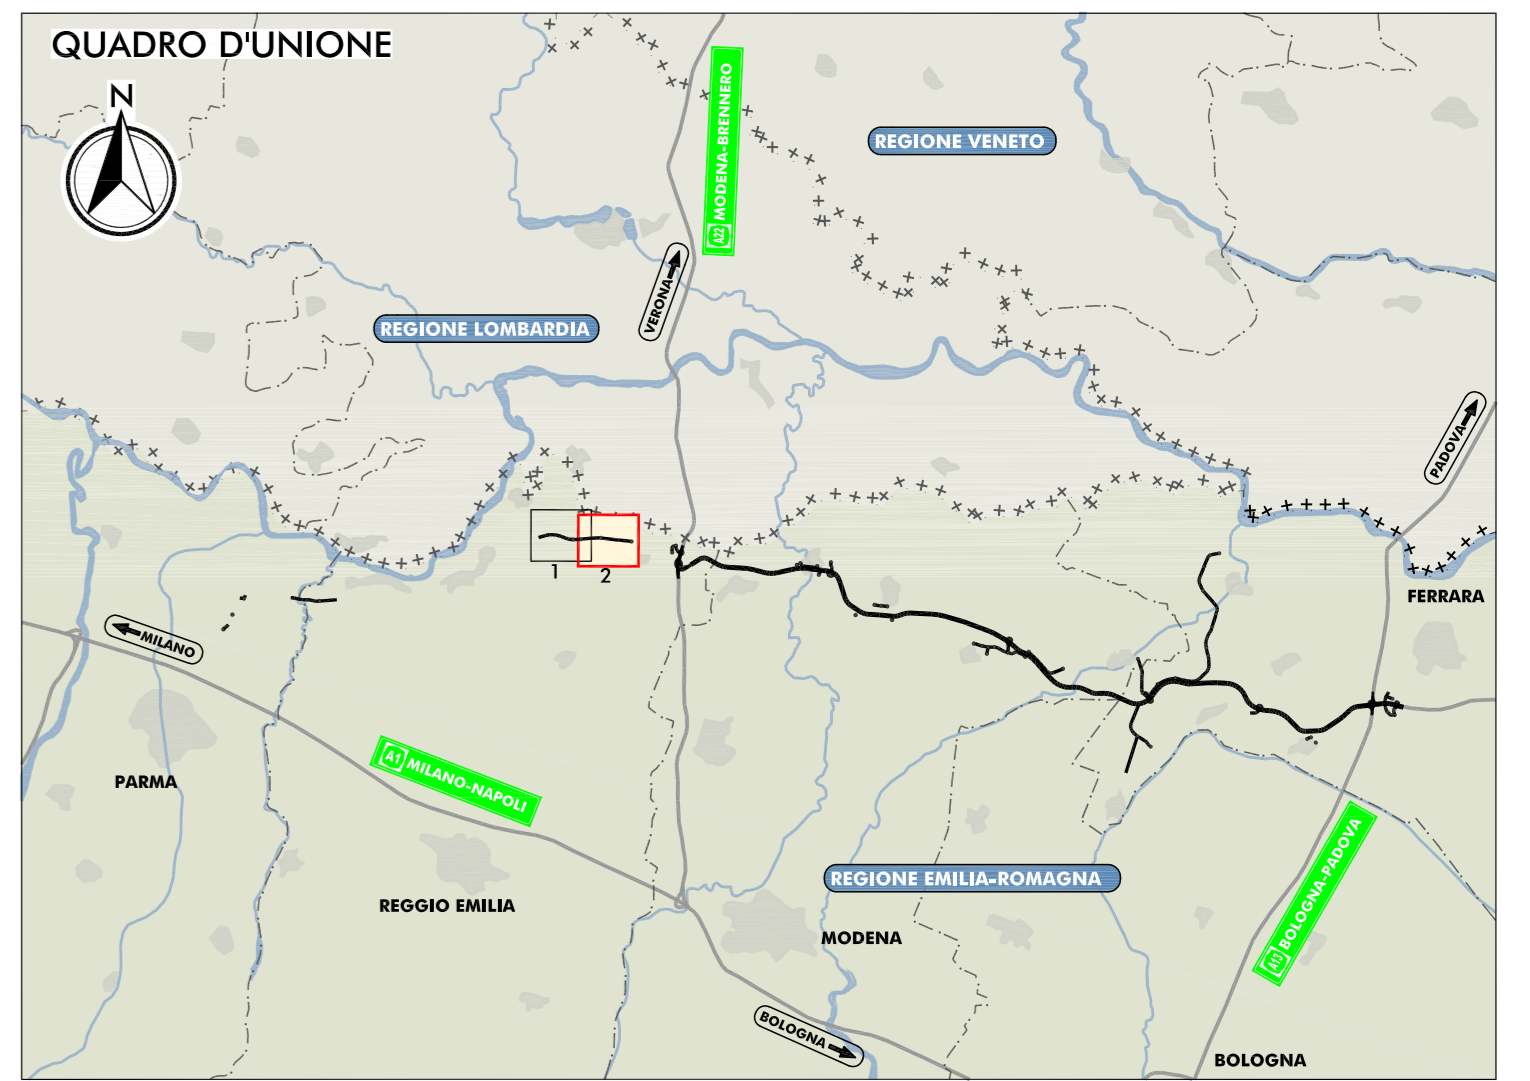 QUADRO D'UNIONE
N
A22 MODENA-BRENNERO
REGIONE VENETO
VERONA
REGIONE LOMBARDIA
PADOVA
1
2
FERRARA
MILANO
A1 MILANO-NAPOLI
PARMA
REGGIO EMILIA
REGIONE EMILIA-ROMAGNA
A13 BOLOGNA-PADOVA
MODENA
BOLOGNA
BOLOGNA